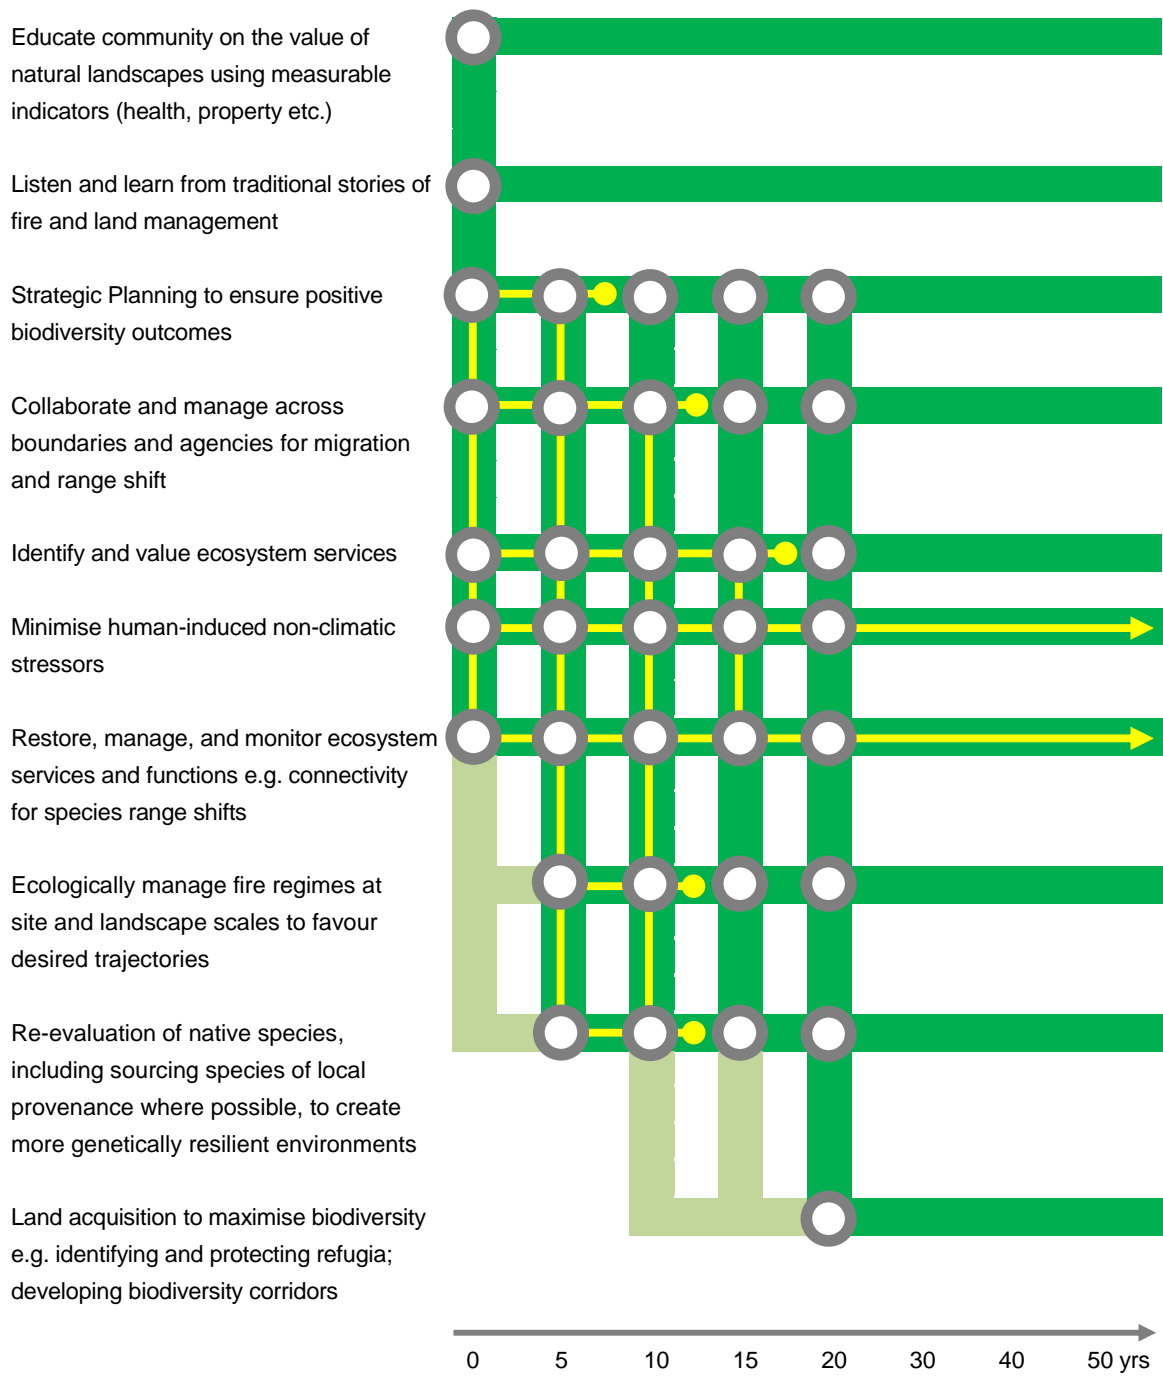 Educate community on the value of
natural landscapes using measurable
indicators (health, property etc.)
Listen and learn from traditional stories of
fire and land management
Strategic Planning to ensure positive
biodiversity outcomes
Collaborate and manage across
boundaries and agencies for migration
and range shift
Identify and value ecosystem services
Minimise human-induced non-climatic
stressors
Restore, manage, and monitor ecosystem
services and functions e.g. connectivity
for species range shifts
Ecologically manage fire regimes at
site and landscape scales to favour
desired trajectories
Re-evaluation of native species,
including sourcing species of local
provenance where possible, to create
more genetically resilient environments
Land acquisition to maximise biodiversity
e.g. identifying and protecting refugia;
developing biodiversity corridors
0 5 10 15 20 30 40 50 yrs